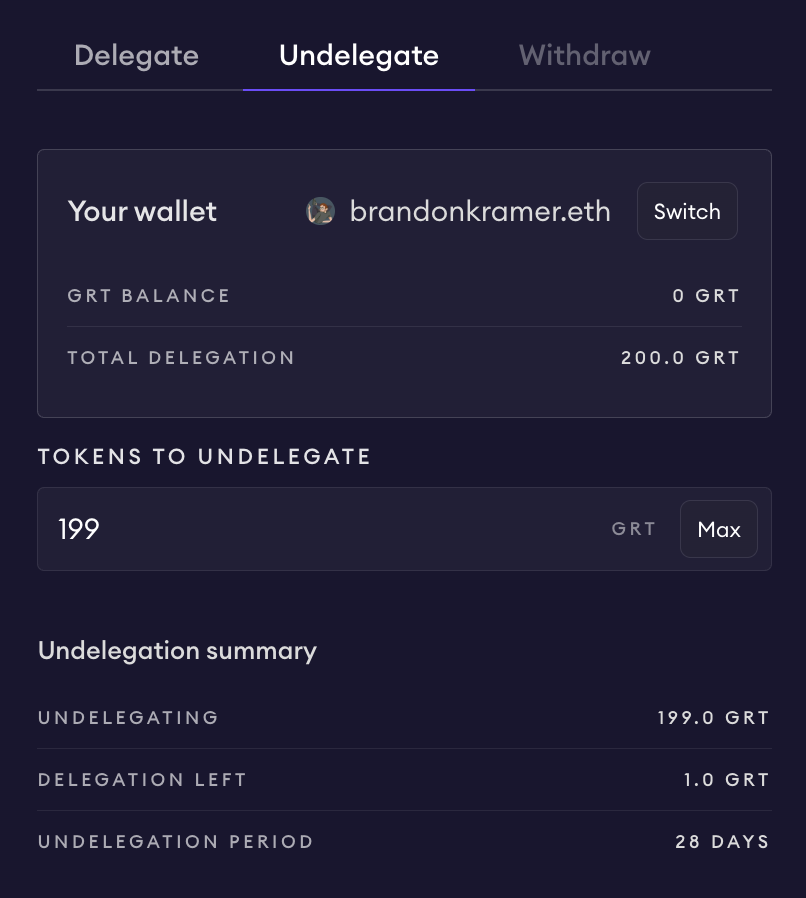 Delegate Undelegate Withdraw
Your wallet brandonkramer.eth Switch
GRT BALANCE 0 GRT
TOTAL DELEGATION 200.0 GRT
TOKENS TO UNDELEGATE
199 GRT Max
Undelegation summary
UNDELEGATING 199.0 GRT
DELEGATION LEFT 1.0 GRT
UNDELEGATION PERIOD 28 DAYS